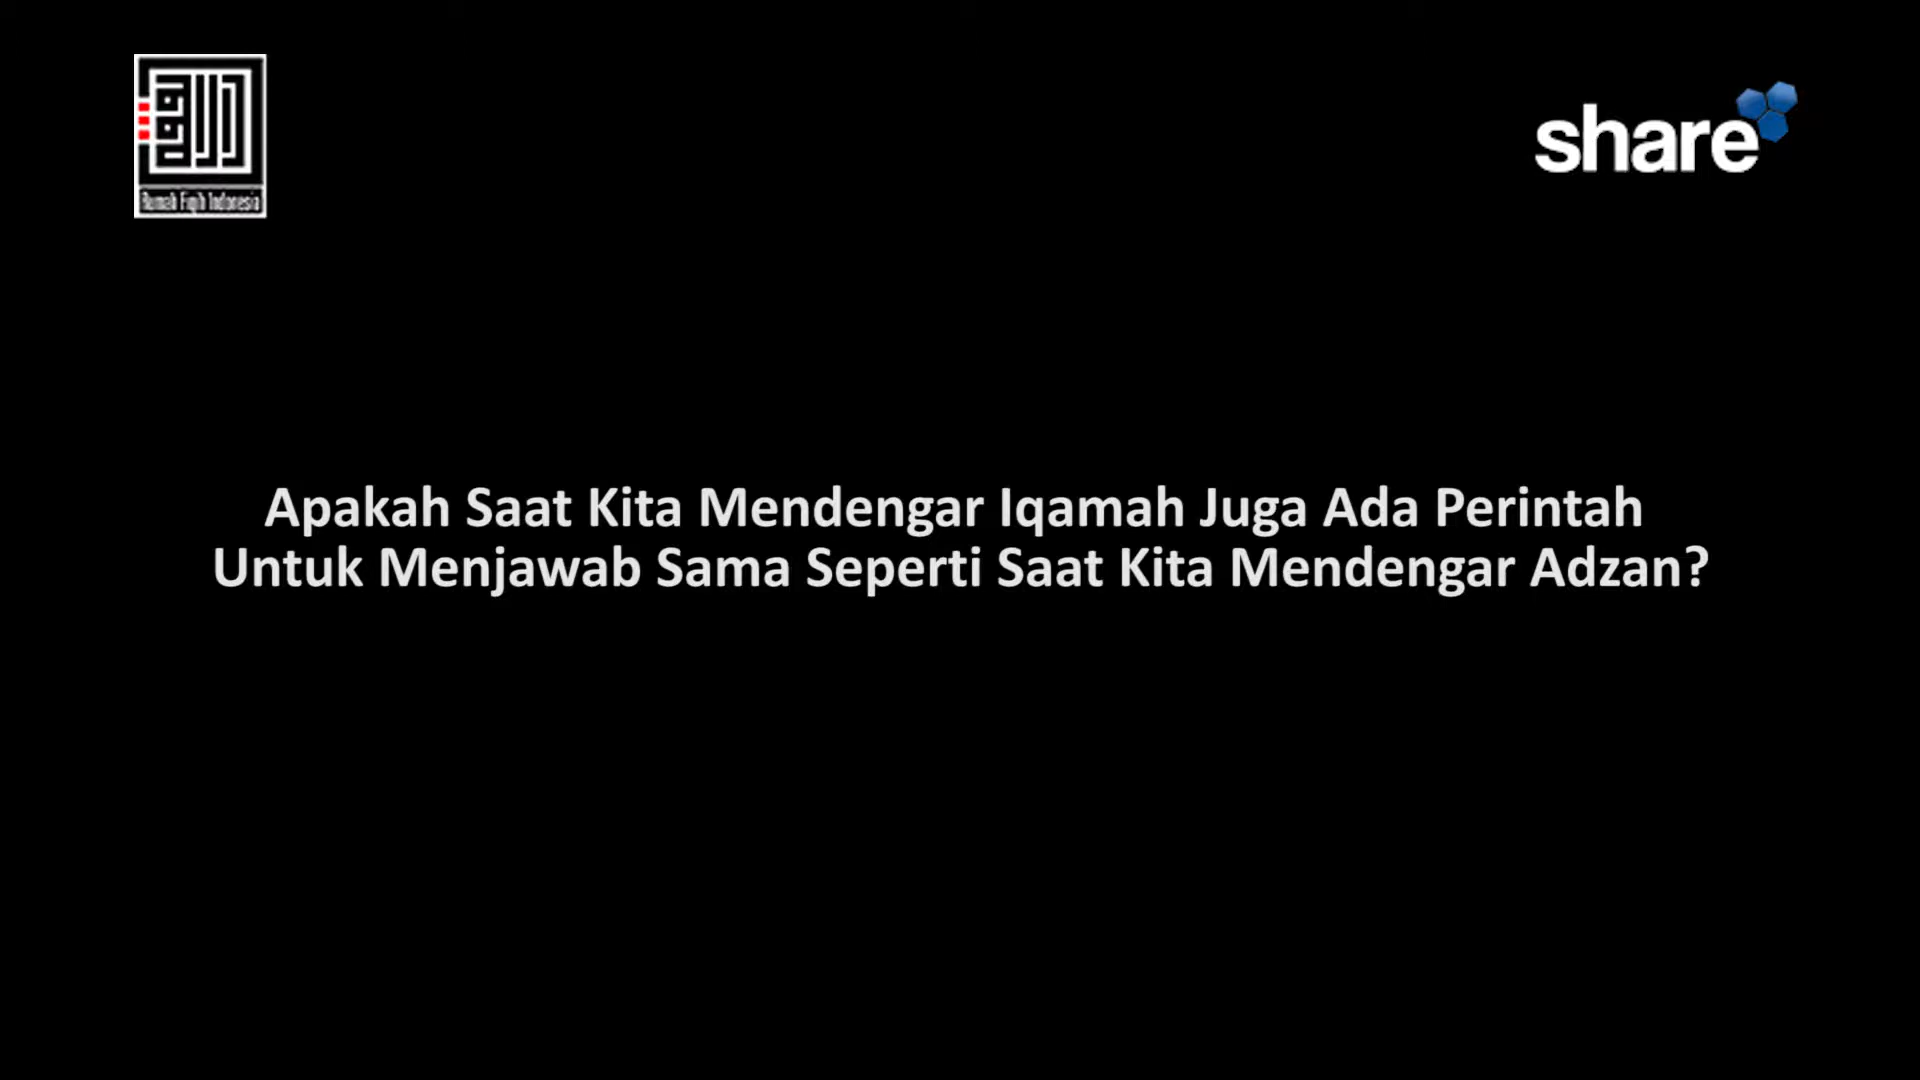 Rumah Fiqih Indonesia
share
Apakah Saat Kita Mendengar Iqamah Juga Ada Perintah
Untuk Menjawab Sama Seperti Saat Kita Mendengar Adzan?